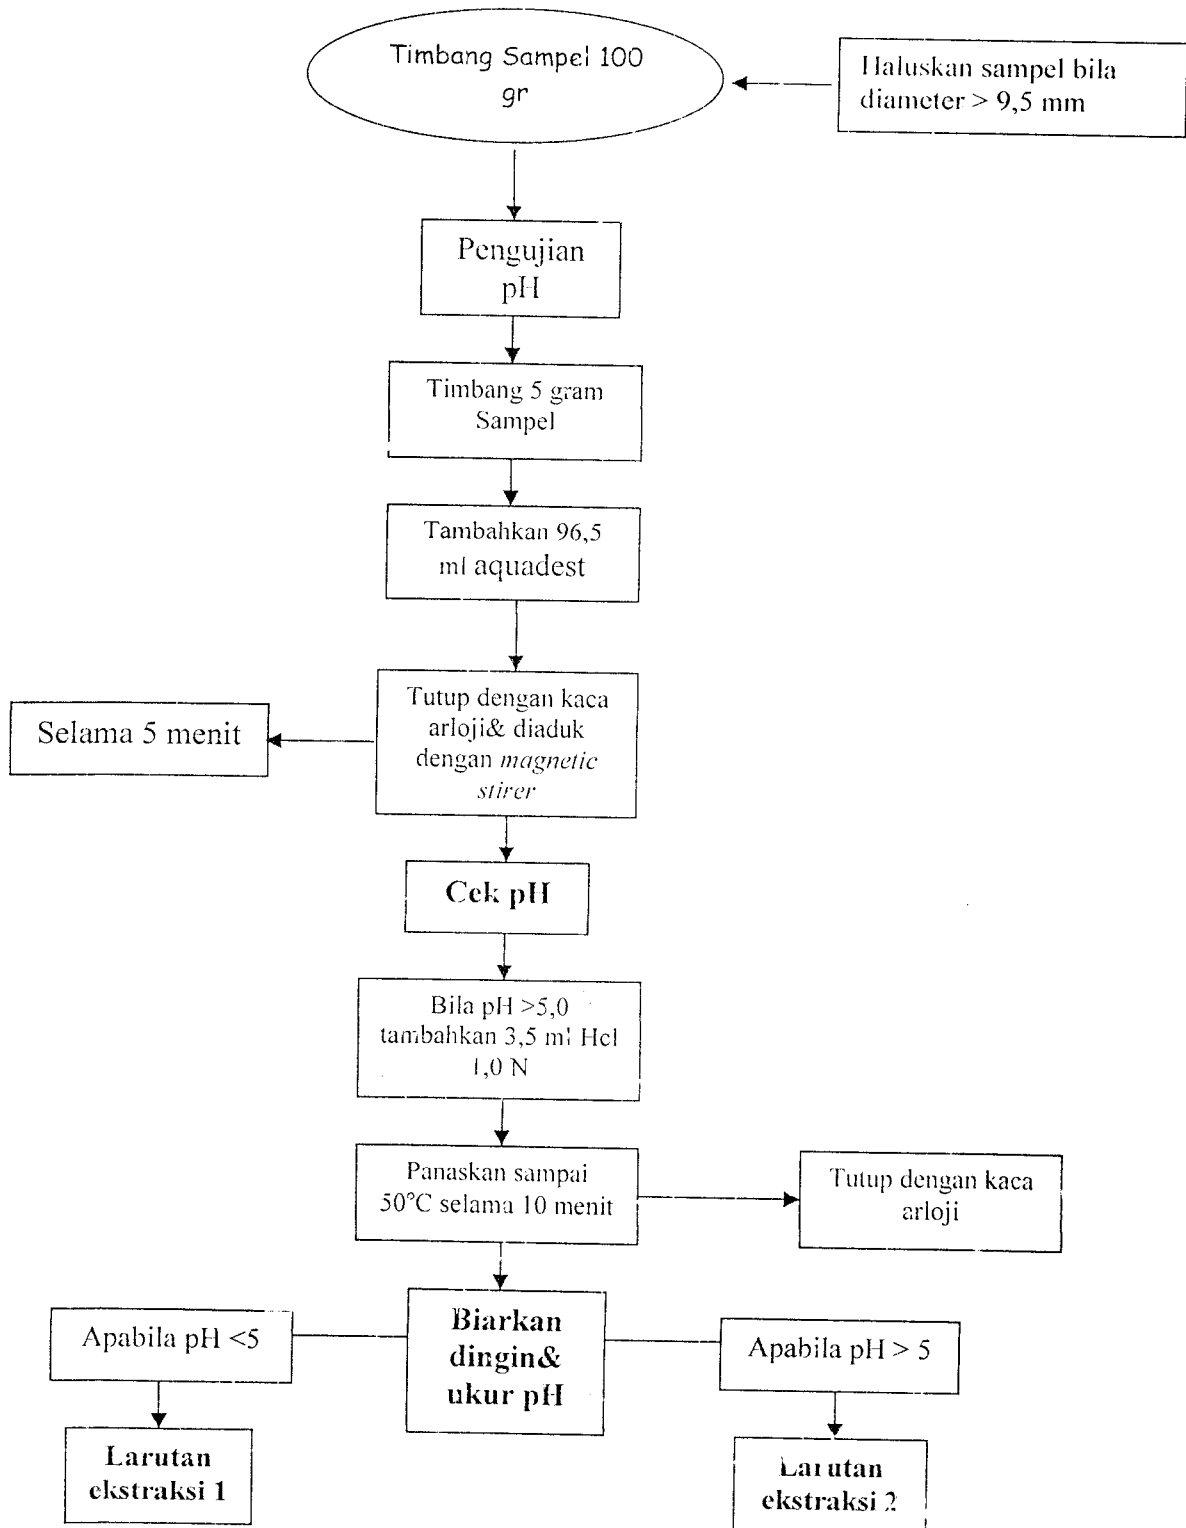 Timbang Sampel 100
gr
Haluskan sampel bila
diameter > 9,5 mm
Pengujian
pH
Timbang 5 gram
Sampel
Tambahkan 96,5
ml aquadest
Tutup dengan kaca
arloji& diaduk
dengan magnetic
stirer
Selama 5 menit
Cek pH
Bila pH >5,0
tambahkan 3,5 ml Hcl
1,0 N
Panaskan sampai
50°C selama 10 menit
Tutup dengan kaca
arloji
Biarkan
dingin&
ukur pH
Apabila pH <5
Apabila pH > 5
Larutan
ekstraksi 1
Larutan
ekstraksi 2